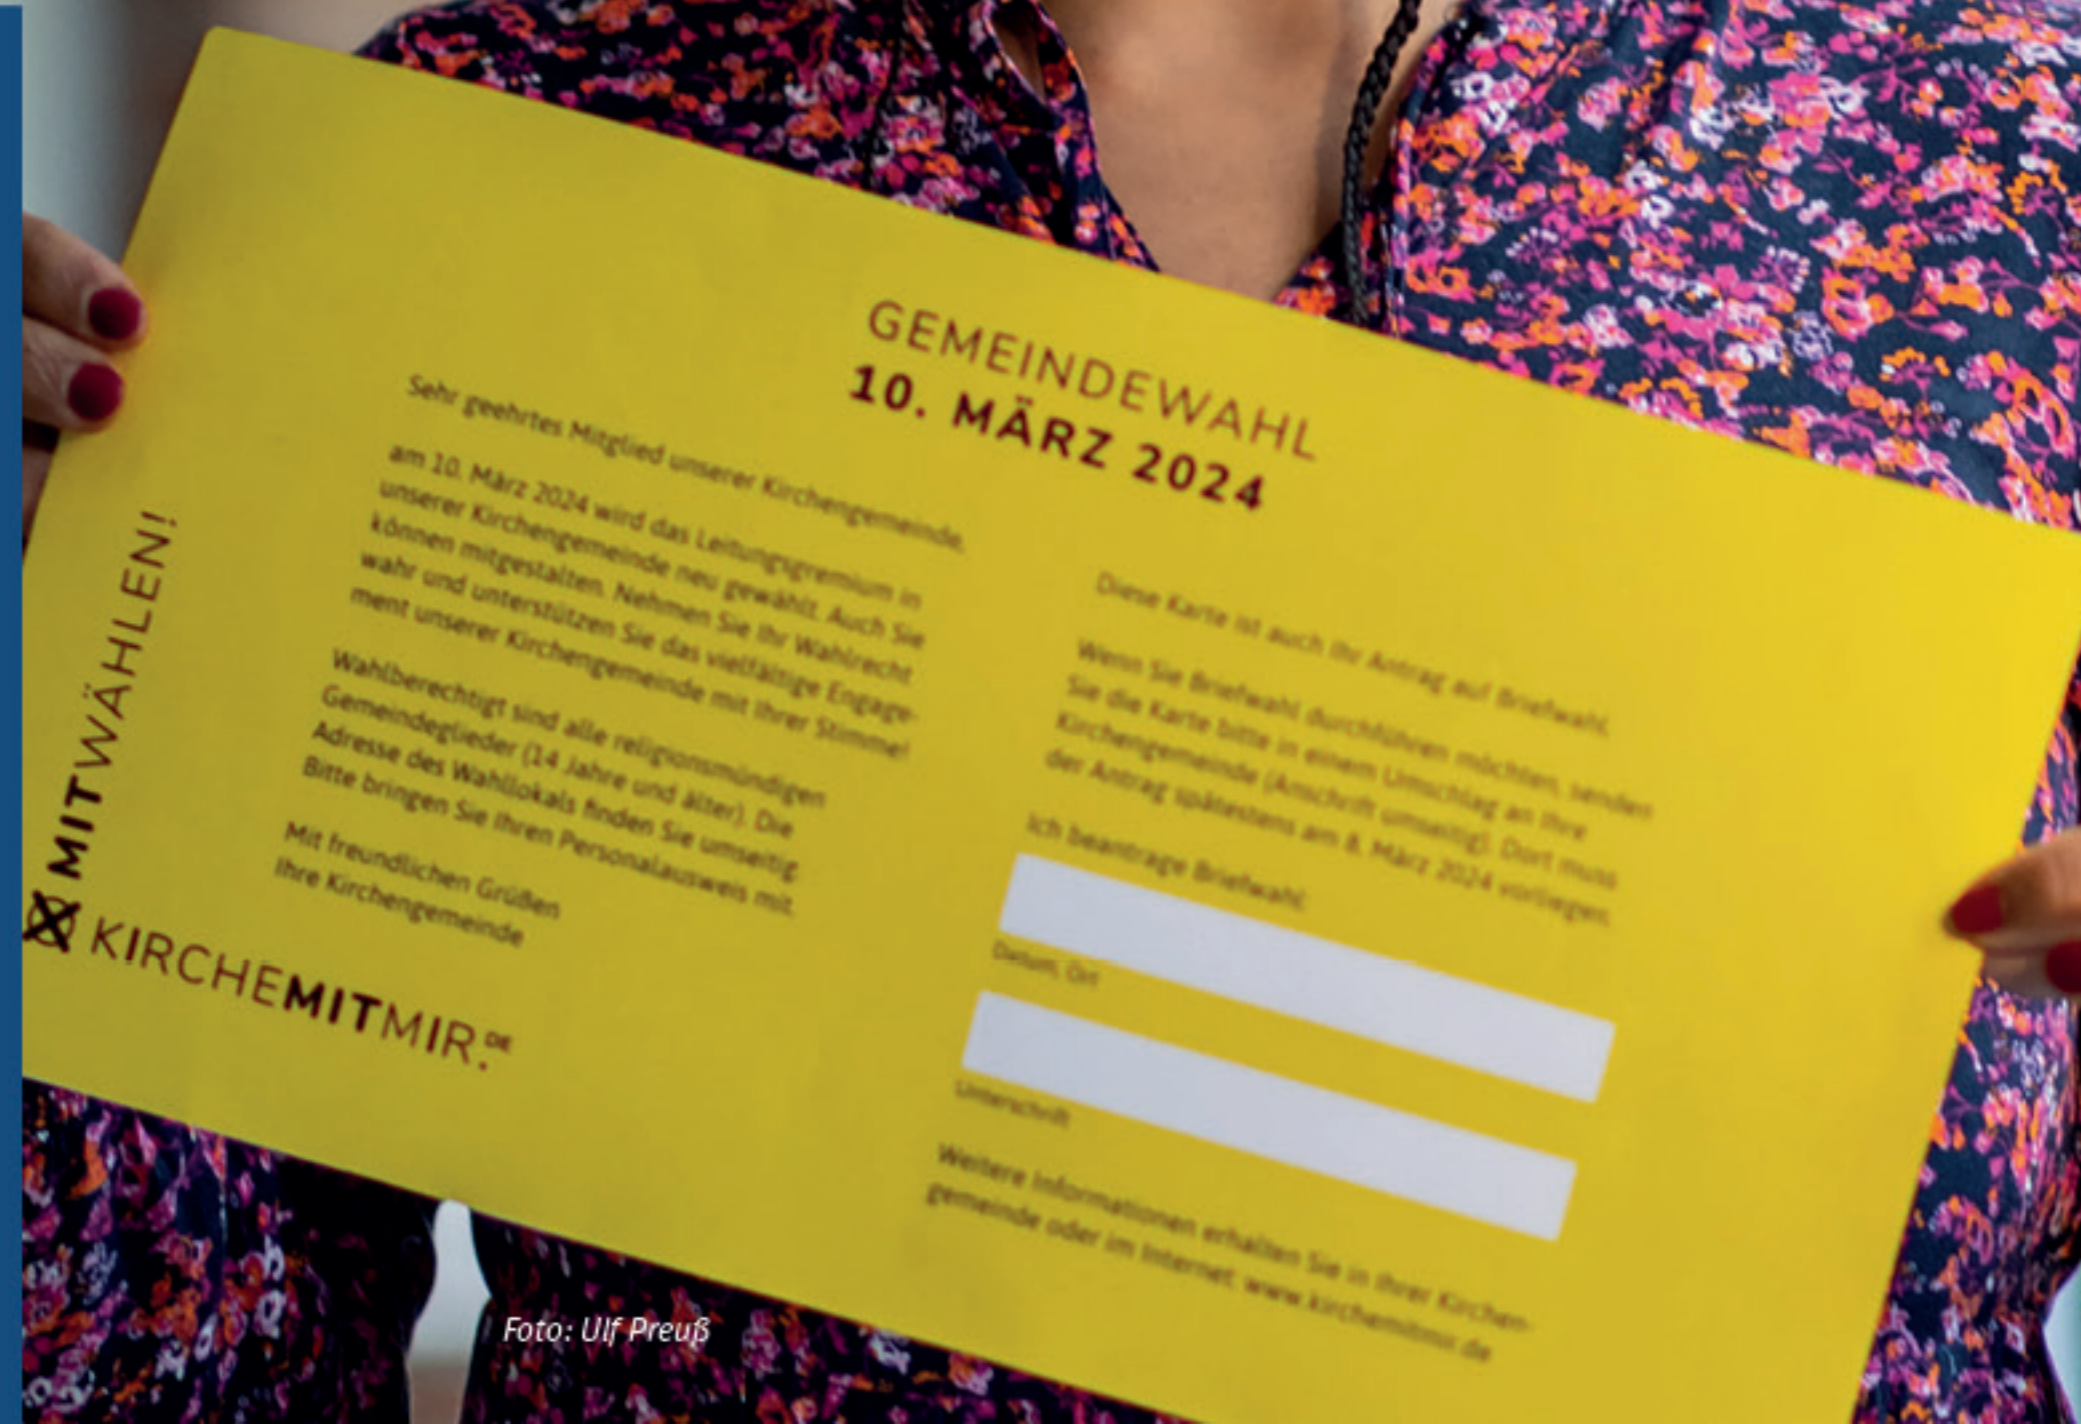 GEMEINDEWAHL
10. MÄRZ 2024
Sehr geehrtes Mitglied unserer Kirchengemeinde,
am 10. März 2024 wird das Leitungsgremium in
unserer Kirchengemeinde neu gewählt. Auch Sie
können mitgestalten. Nehmen Sie Ihr Wahlrecht
wahr und unterstützen Sie das vielfältige Engage-
ment unserer Kirchengemeinde mit Ihrer Stimme!
Wahlberechtigt sind alle religionsmündigen
Gemeindeglieder (14 Jahre und älter). Die
Adresse des Wahllokals finden Sie umseitig.
Bitte bringen Sie Ihren Personalausweis mit.
Mit freundlichen Grüßen
Ihre Kirchengemeinde
MITWÄHLEN!
KIRCHEMITMIR.DE
Diese Karte ist auch Ihr Antrag auf Briefwahl.
Wenn Sie Briefwahl durchführen möchten, senden
Sie die Karte bitte in einem Umschlag an Ihre
Kirchengemeinde (Anschrift umseitig). Dort muss
der Antrag spätestens am 8. März 2024 vorliegen.
Ich beantrage Briefwahl:
Datum, Ort
Unterschrift
Weitere Informationen erhalten Sie in Ihrer Kirchen-
gemeinde oder im Internet: www.kirchemitmir.de
Foto: Ulf Preuß